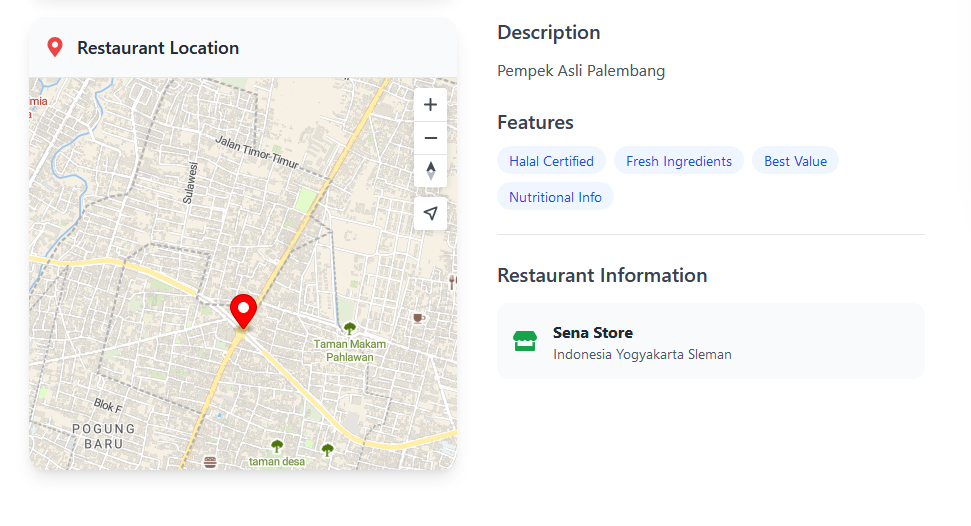 Restaurant Location
mia
a
Jalan Timor-Timur
Sulawesi
Taman Makam
Pahlawan
Blok F
POGUNG
BARU
taman desa
Description
Pempek Asli Palembang
Features
Halal Certified
Fresh Ingredients
Best Value
Nutritional Info
Restaurant Information
Sena Store
Indonesia Yogyakarta Sleman